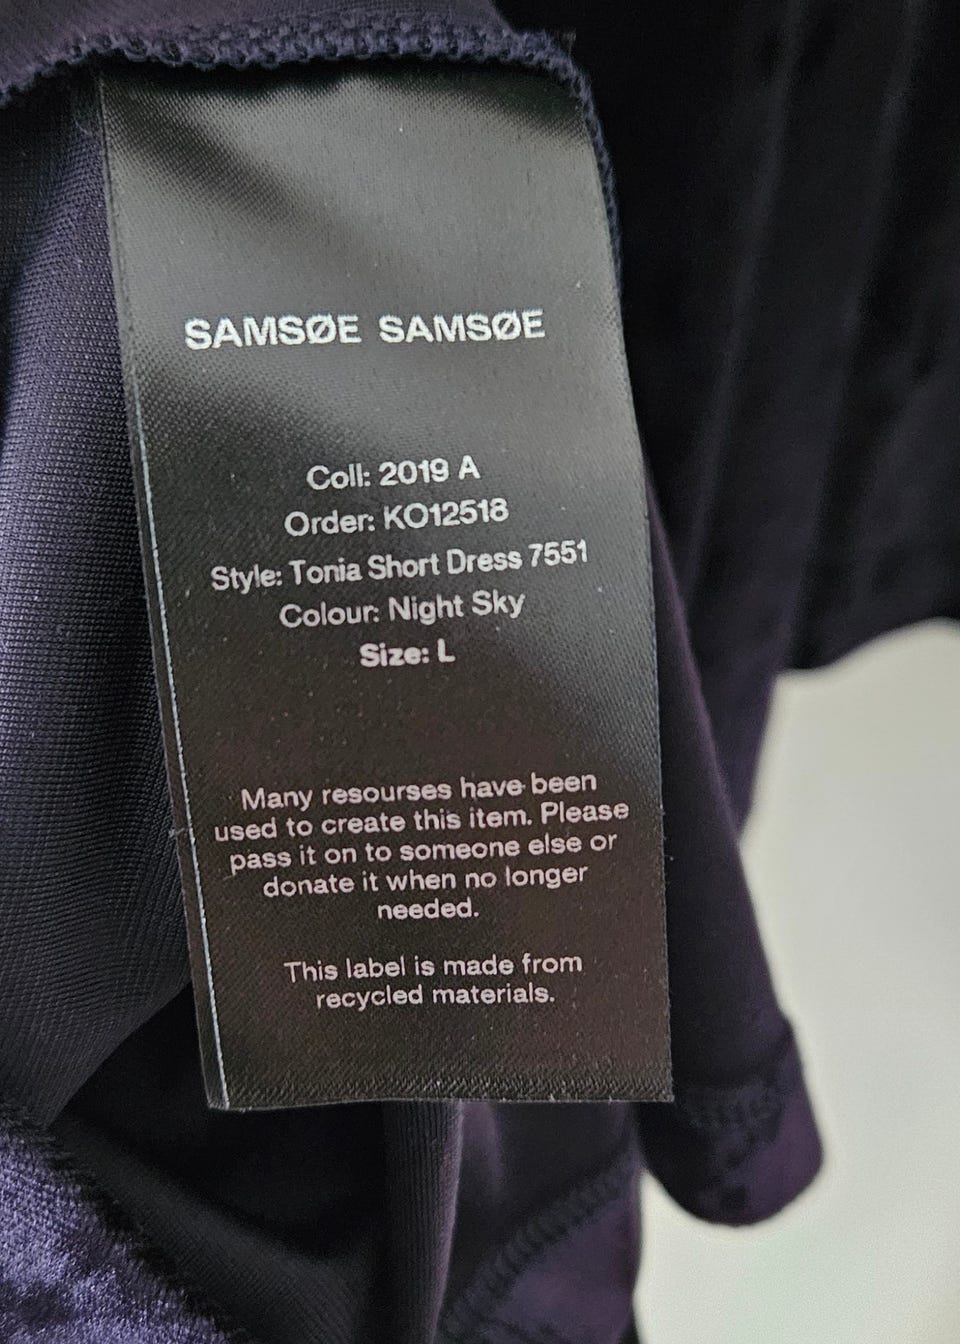 SAMSØE SAMSØE
Coll: 2019 A
Order: KO12518
Style: Tonia Short Dress 7551
Colour: Night Sky
Size: L
Many resourses have been
used to create this item. Please
pass it on to someone else or
donate it when no longer
needed.
This label is made from
recycled materials.